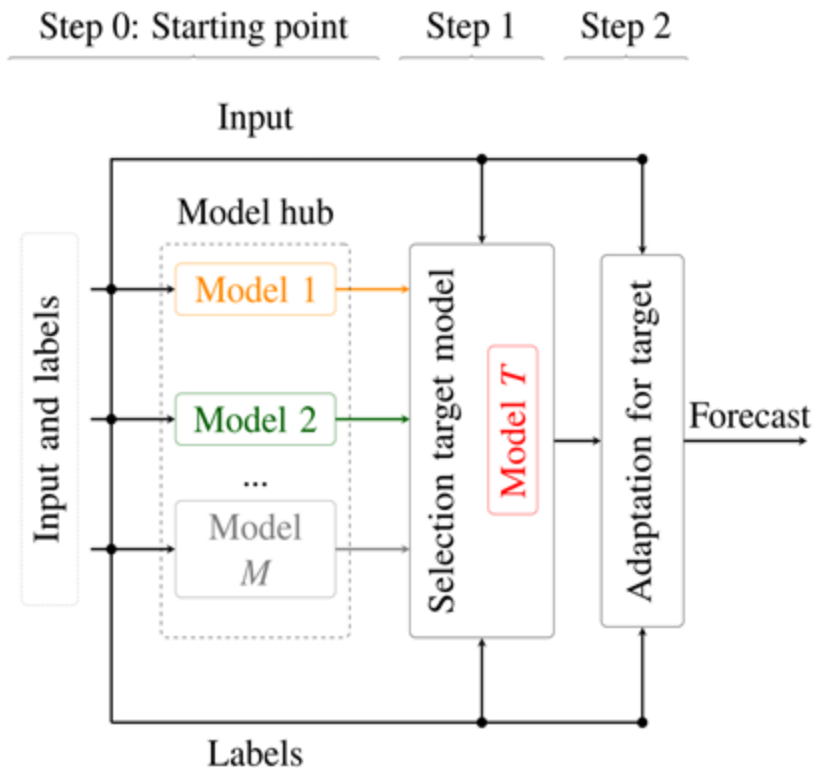 Step 0: Starting point
Step 1
Step 2
Input
Model hub
Input and labels
Model 1
Model 2
...
Model
M
Selection target model
Model T
Adaptation for target
Forecast
Labels